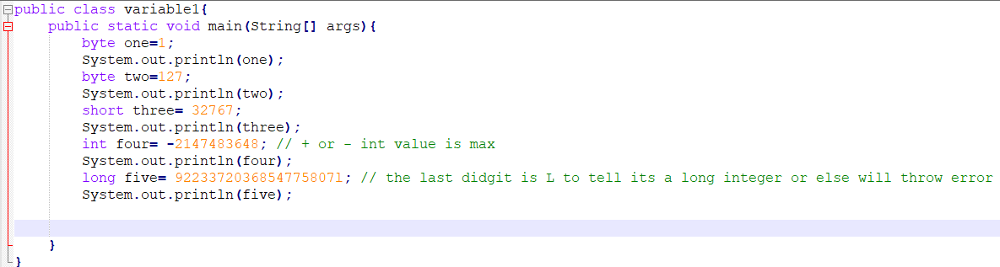 public class variable1{
public static void main(String[] args){
byte one=1;
System.out.println(one);
byte two=127;
System.out.println(two);
short three= 32767;
System.out.println(three);
int four= -2147483648; // + or - int value is max
System.out.println(four);
long five= 9223372036854775807l; // the last didgit is L to tell its a long integer or else will throw error
System.out.println(five);
}
}